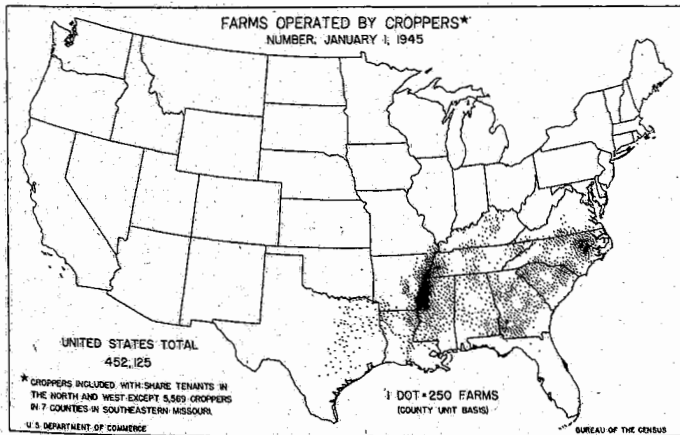 FARMS OPERATED BY CROPPERS*
NUMBER, JANUARY 1, 1945
UNITED STATES TOTAL
452,125
* CROPPERS INCLUDED WITH SHARE TENANTS IN
THE NORTH AND WEST EXCEPT 5,569 CROPPERS
IN 7 COUNTIES IN SOUTHEASTERN MISSOURI.
1 DOT = 250 FARMS
(COUNTY UNIT BASIS)
U S DEPARTMENT OF COMMERCE
BUREAU OF THE CENSUS